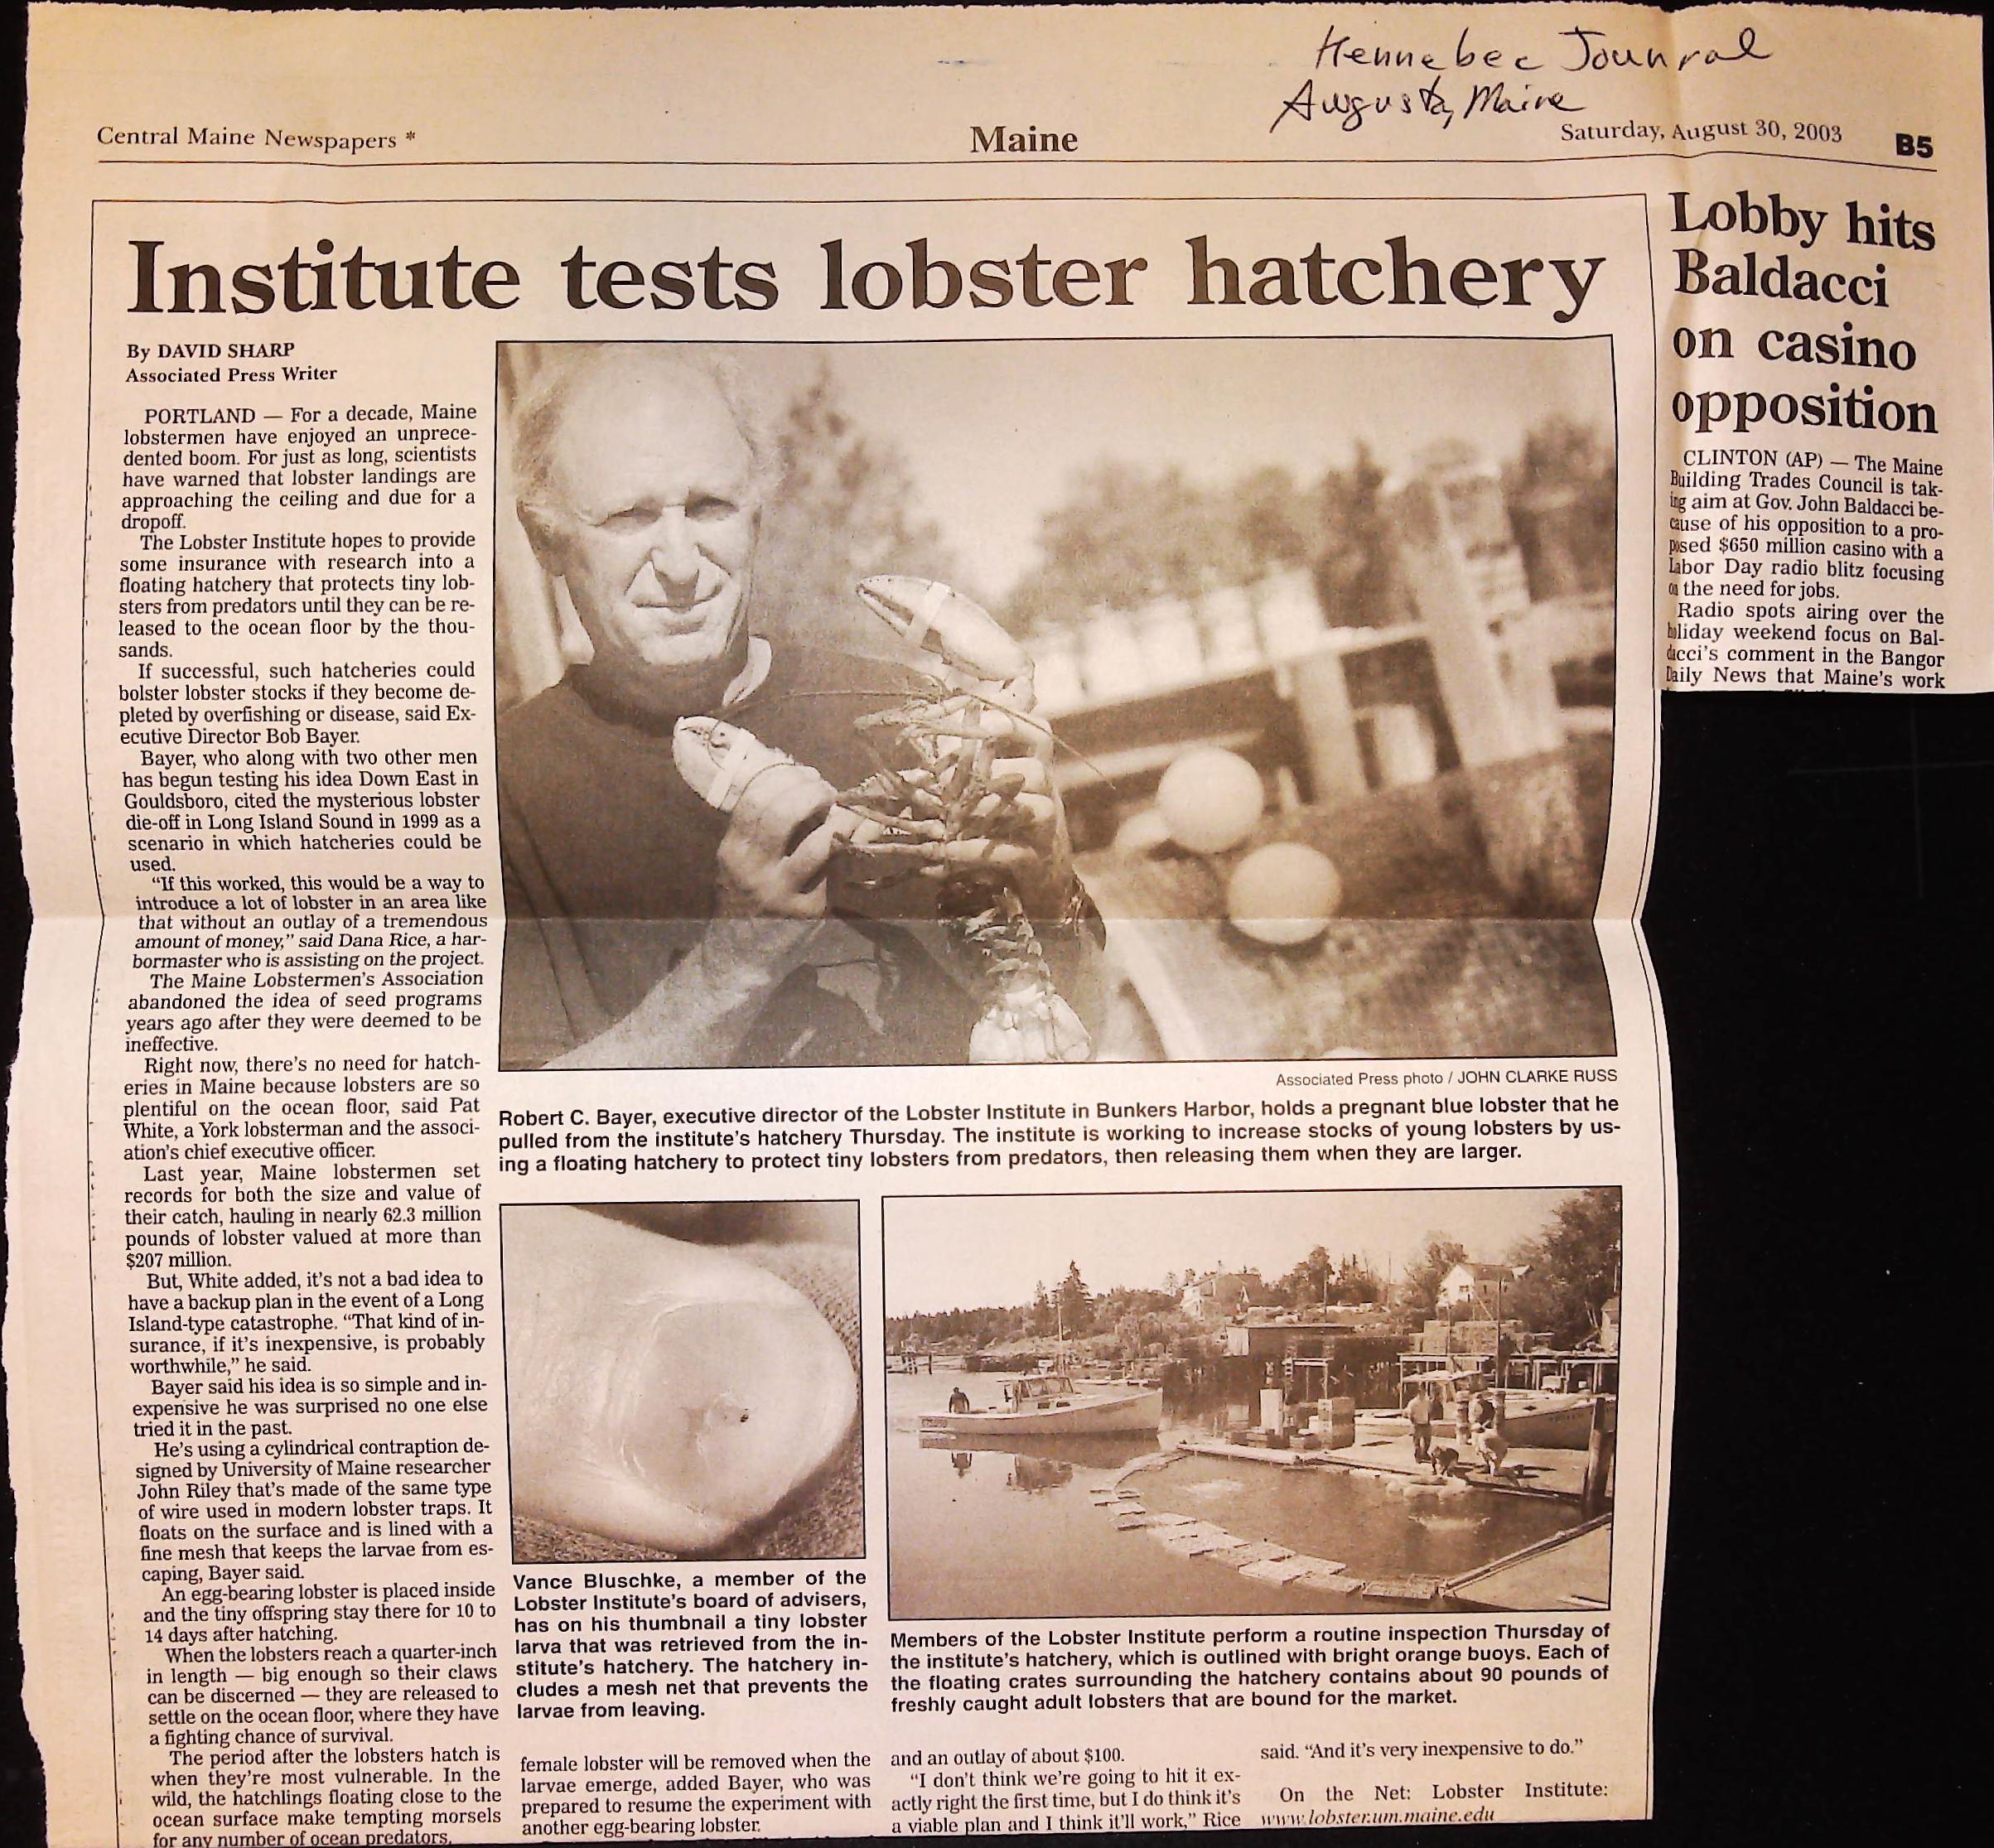 Hennebec Jounral
Augusta, Maine
Central Maine Newspapers *
Maine
Saturday, August 30, 2003
B5
Institute tests lobster hatchery
By DAVID SHARP
Associated Press Writer
PORTLAND — For a decade, Maine
lobstermen have enjoyed an unprece-
dented boom. For just as long, scientists
have warned that lobster landings are
approaching the ceiling and due for a
dropoff.
The Lobster Institute hopes to provide
some insurance with research into a
floating hatchery that protects tiny lob-
sters from predators until they can be re-
leased to the ocean floor by the thou-
sands.
If successful, such hatcheries could
bolster lobster stocks if they become de-
pleted by overfishing or disease, said Ex-
ecutive Director Bob Bayer.
Bayer, who along with two other men
has begun testing his idea Down East in
Gouldsboro, cited the mysterious lobster
die-off in Long Island Sound in 1999 as a
scenario in which hatcheries could be
used.
“If this worked, this would be a way to
introduce a lot of lobster in an area like
that without an outlay of a tremendous
amount of money,” said Dana Rice, a har-
bormaster who is assisting on the project.
The Maine Lobstermen’s Association
abandoned the idea of seed programs
years ago after they were deemed to be
ineffective.
Right now, there’s no need for hatch-
eries in Maine because lobsters are so
plentiful on the ocean floor, said Pat
White, a York lobsterman and the associ-
ation’s chief executive officer.
Last year, Maine lobstermen set
records for both the size and value of
their catch, hauling in nearly 62.3 million
pounds of lobster valued at more than
$207 million.
But, White added, it’s not a bad idea to
have a backup plan in the event of a Long
Island-type catastrophe. “That kind of in-
surance, if it’s inexpensive, is probably
worthwhile,” he said.
Bayer said his idea is so simple and in-
expensive he was surprised no one else
tried it in the past.
He’s using a cylindrical contraption de-
signed by University of Maine researcher
John Riley that’s made of the same type
of wire used in modern lobster traps. It
floats on the surface and is lined with a
fine mesh that keeps the larvae from es-
caping, Bayer said.
An egg-bearing lobster is placed inside
and the tiny offspring stay there for 10 to
14 days after hatching.
When the lobsters reach a quarter-inch
in length — big enough so their claws
can be discerned — they are released to
settle on the ocean floor, where they have
a fighting chance of survival.
The period after the lobsters hatch is
when they’re most vulnerable. In the
wild, the hatchlings floating close to the
ocean surface make tempting morsels
for any number of ocean predators.
Associated Press photo / JOHN CLARKE RUSS
Robert C. Bayer, executive director of the Lobster Institute in Bunkers Harbor, holds a pregnant blue lobster that he
pulled from the institute’s hatchery Thursday. The institute is working to increase stocks of young lobsters by us-
ing a floating hatchery to protect tiny lobsters from predators, then releasing them when they are larger.
Vance Bluschke, a member of the
Lobster Institute’s board of advisers,
has on his thumbnail a tiny lobster
larva that was retrieved from the in-
stitute’s hatchery. The hatchery in-
cludes a mesh net that prevents the
larvae from leaving.
Members of the Lobster Institute perform a routine inspection Thursday of
the institute’s hatchery, which is outlined with bright orange buoys. Each of
the floating crates surrounding the hatchery contains about 90 pounds of
freshly caught adult lobsters that are bound for the market.
female lobster will be removed when the
larvae emerge, added Bayer, who was
prepared to resume the experiment with
another egg-bearing lobster.
and an outlay of about $100.
“I don’t think we’re going to hit it ex-
actly right the first time, but I do think it’s
a viable plan and I think it’ll work,” Rice
said. “And it’s very inexpensive to do.”
On the Net: Lobster Institute:
www.lobster.um.maine.edu
Lobby hits
Baldacci
on casino
opposition
CLINTON (AP) — The Maine
Building Trades Council is tak-
ing aim at Gov. John Baldacci be-
cause of his opposition to a pro-
posed $650 million casino with a
Labor Day radio blitz focusing
on the need for jobs.
Radio spots airing over the
holiday weekend focus on Bal-
dacci’s comment in the Bangor
Daily News that Maine’s work